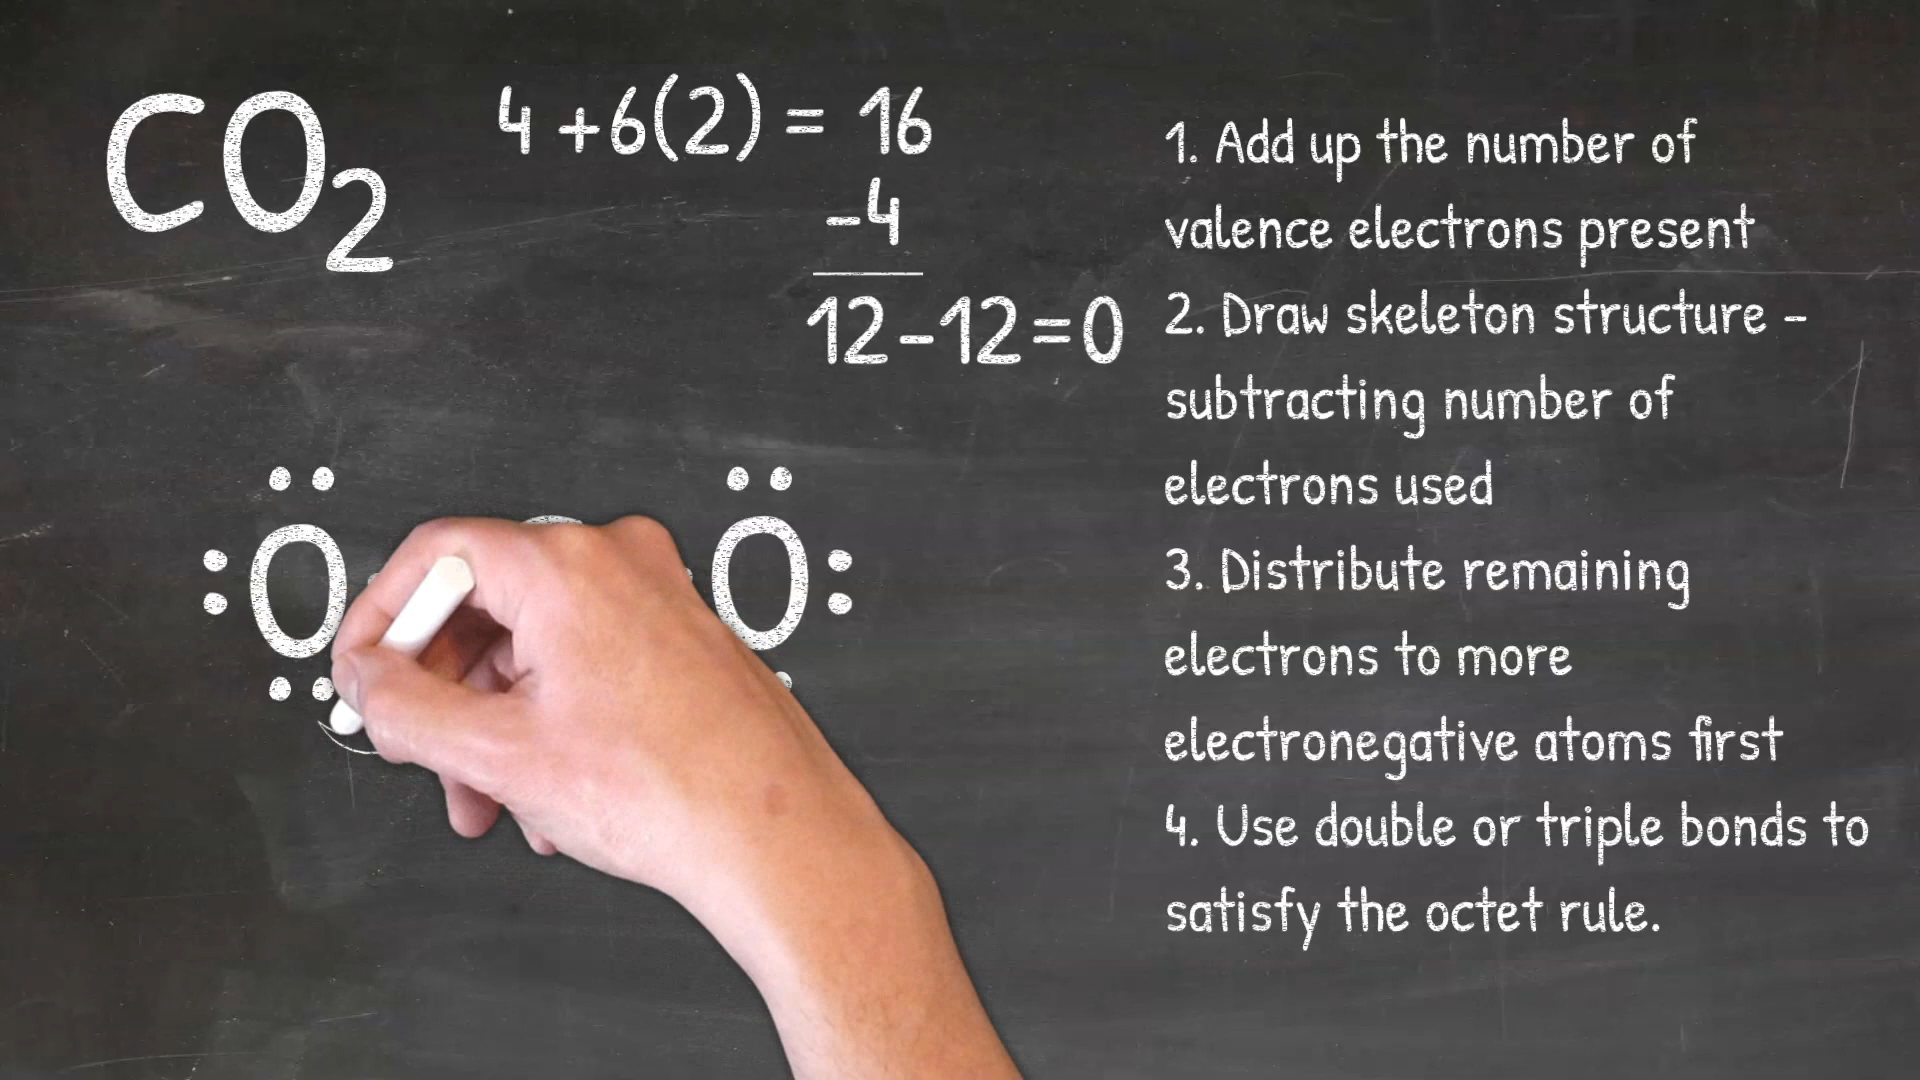 CO2
4 +6(2) = 16
-4
12-12=0
1. Add up the number of
valence electrons present
2. Draw skeleton structure -
subtracting number of
electrons used
3. Distribute remaining
electrons to more
electronegative atoms first
4. Use double or triple bonds to
satisfy the octet rule.
O O